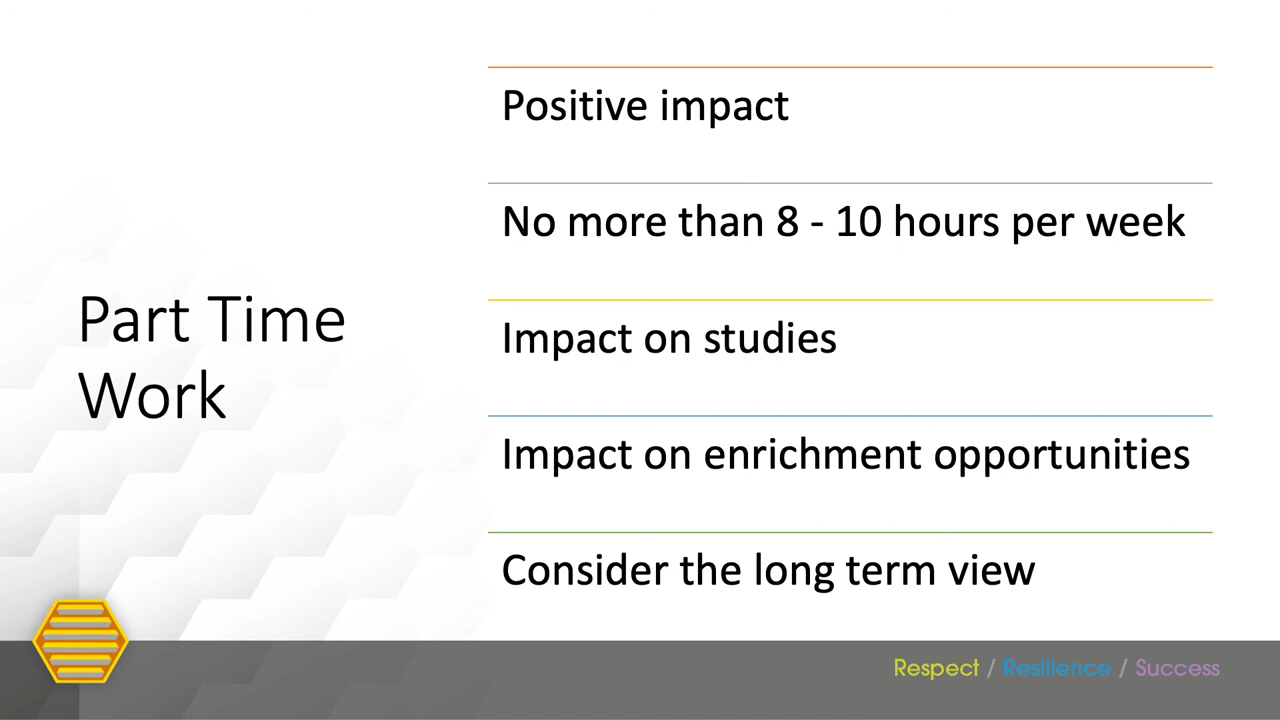 Part Time
Work
Positive impact
No more than 8 - 10 hours per week
Impact on studies
Impact on enrichment opportunities
Consider the long term view
Respect / Resilience / Success